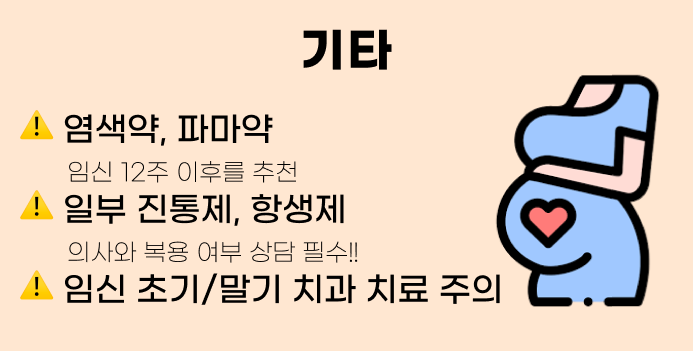 기타
염색약, 파마약
임신 12주 이후를 추천
일부 진통제, 항생제
의사와 복용 여부 상담 필수!!
임신 초기/말기 치과 치료 주의